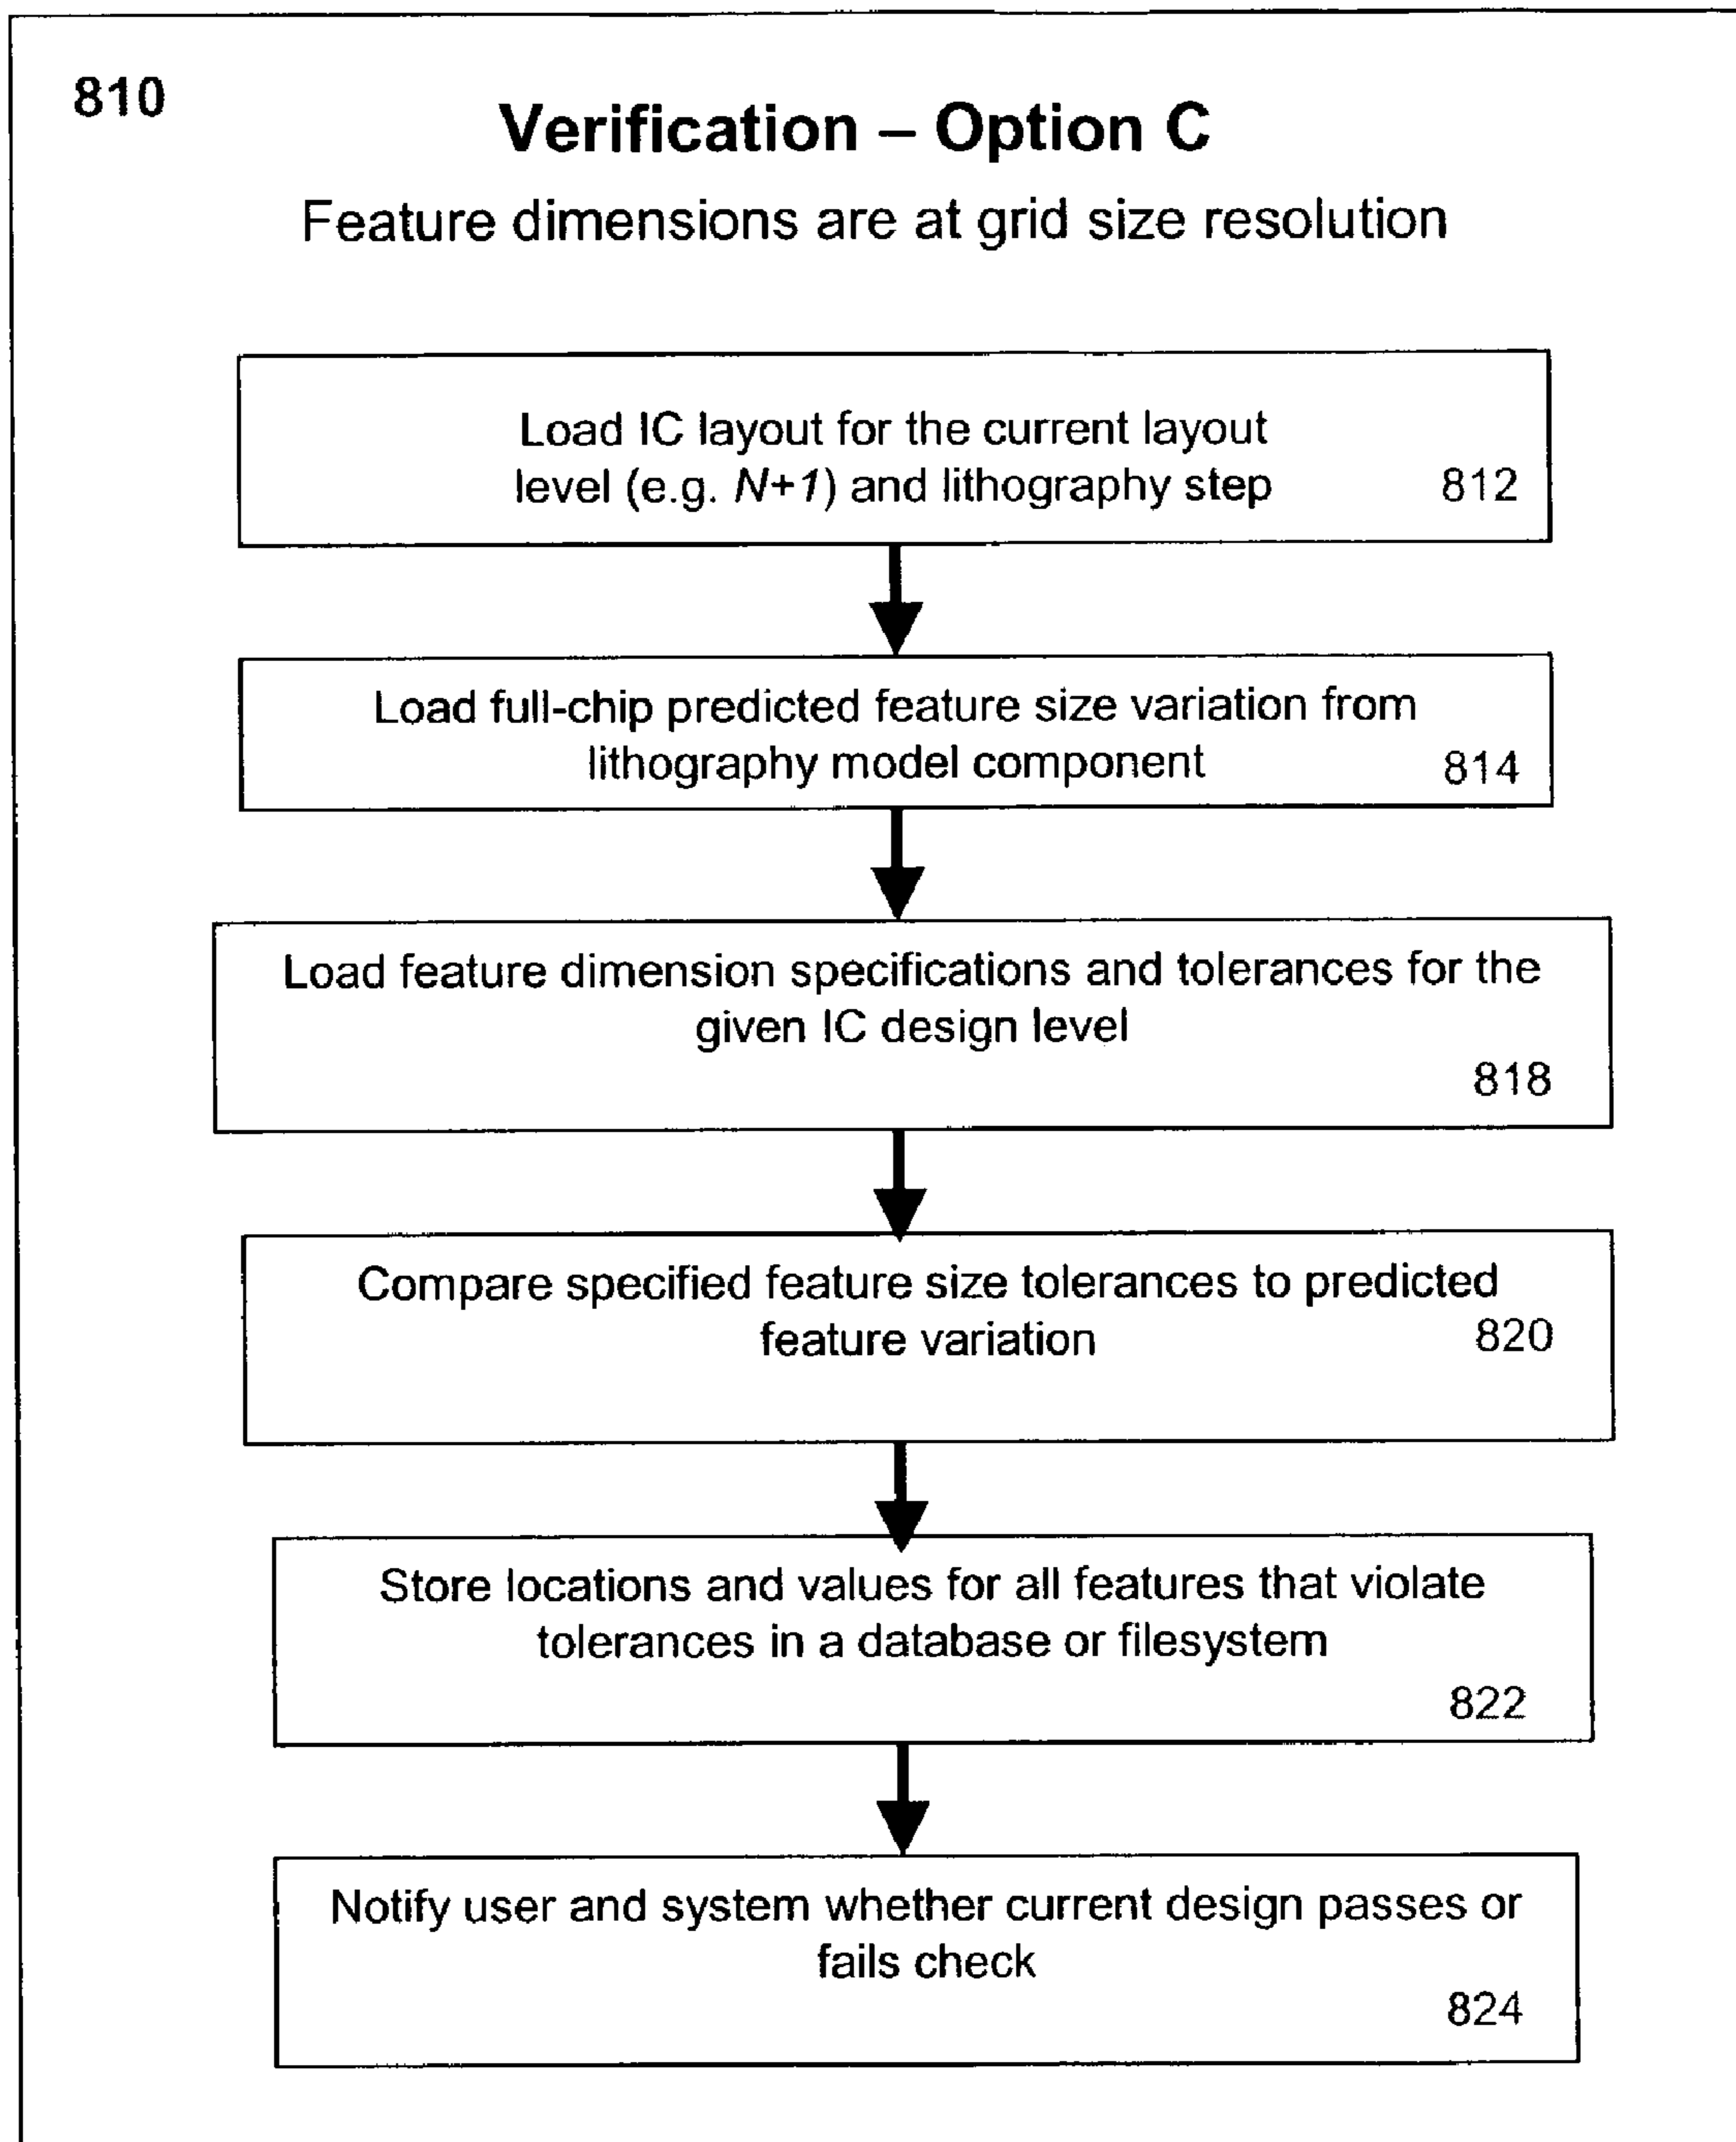 810
Verification – Option C
Feature dimensions are at grid size resolution
Load IC layout for the current layout
level (e.g. N+1) and lithography step
812
Load full-chip predicted feature size variation from
lithography model component
814
Load feature dimension specifications and tolerances for the
given IC design level
818
Compare specified feature size tolerances to predicted
feature variation
820
Store locations and values for all features that violate
tolerances in a database or filesystem
822
Notify user and system whether current design passes or
fails check
824